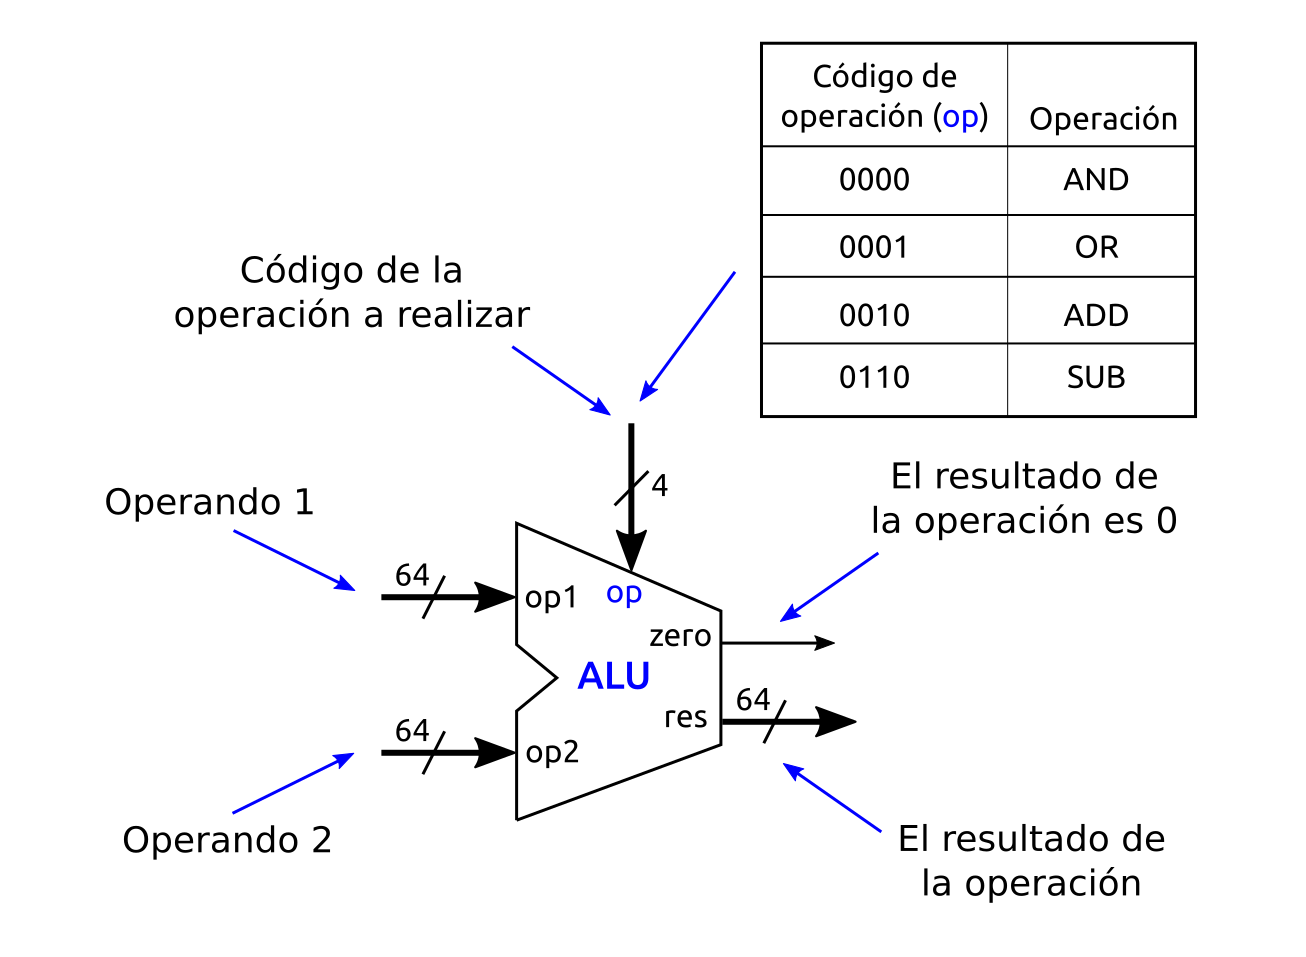 Código de
operación (op)
Operación
0000
AND
0001
OR
0010
ADD
0110
SUB
Código de la
operación a realizar
4
Operando 1
64
op1
op
zero
ALU
El resultado de
la operación es 0
64
res
64
op2
Operando 2
El resultado de
la operación